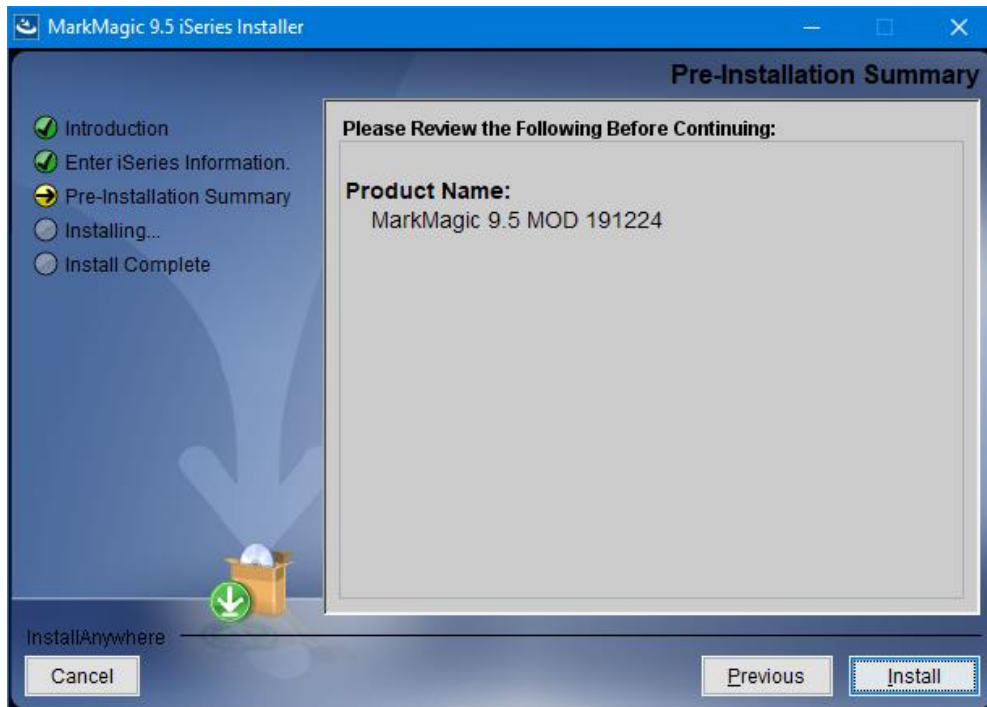 MarkMagic 9.5 iSeries Installer
Pre-Installation Summary
Introduction
Enter iSeries Information.
Pre-Installation Summary
Installing...
Install Complete
Please Review the Following Before Continuing:
Product Name:
MarkMagic 9.5 MOD 191224
InstallAnywhere
Cancel
Previous
Install